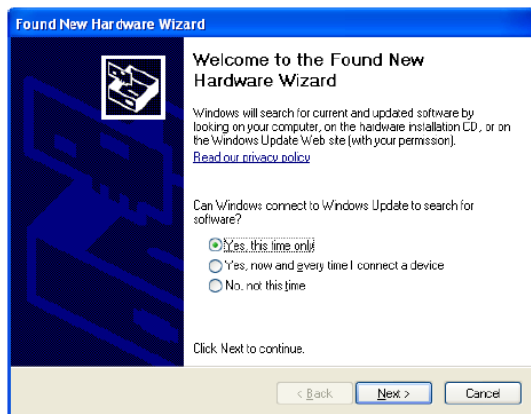 Found New Hardware Wizard
Welcome to the Found New
Hardware Wizard
Windows will search for current and updated software by
looking on your computer, on the hardware installation CD, or on
the Windows Update Web site (with your permission).
Read our privacy policy
Can Windows connect to Windows Update to search for
software?
Yes, this time only
Yes, now and every time I connect a device
No, not this time
Click Next to continue.
< Back Next > Cancel